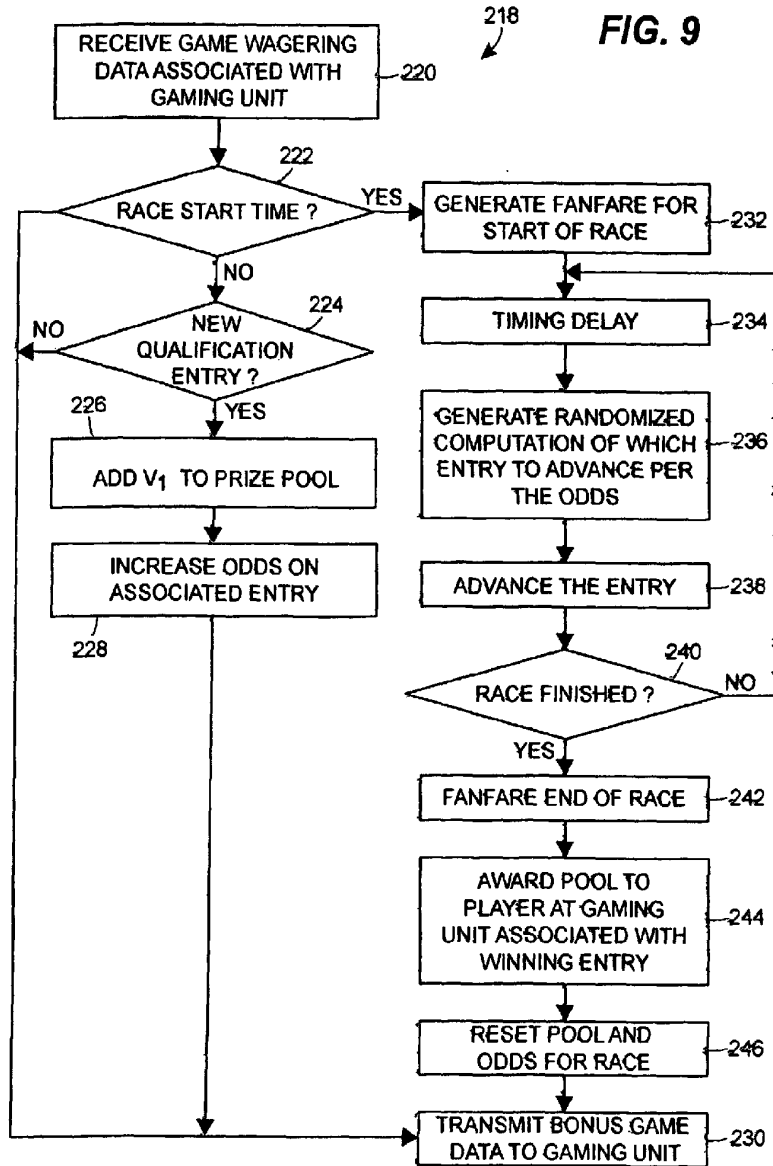 218
FIG. 9
RECEIVE GAME WAGERING
DATA ASSOCIATED WITH
GAMING UNIT
220
222
RACE START TIME ?
YES
NO
224
NEW
QUALIFICATION
ENTRY ?
NO
YES
226
ADD V1 TO PRIZE POOL
INCREASE ODDS ON
ASSOCIATED ENTRY
228
GENERATE FANFARE FOR
START OF RACE
232
TIMING DELAY
234
GENERATE RANDOMIZED
COMPUTATION OF WHICH
ENTRY TO ADVANCE PER
THE ODDS
236
ADVANCE THE ENTRY
238
240
RACE FINISHED ?
NO
YES
FANFARE END OF RACE
242
AWARD POOL TO
PLAYER AT GAMING
UNIT ASSOCIATED WITH
WINNING ENTRY
244
RESET POOL AND
ODDS FOR RACE
246
TRANSMIT BONUS GAME
DATA TO GAMING UNIT
230